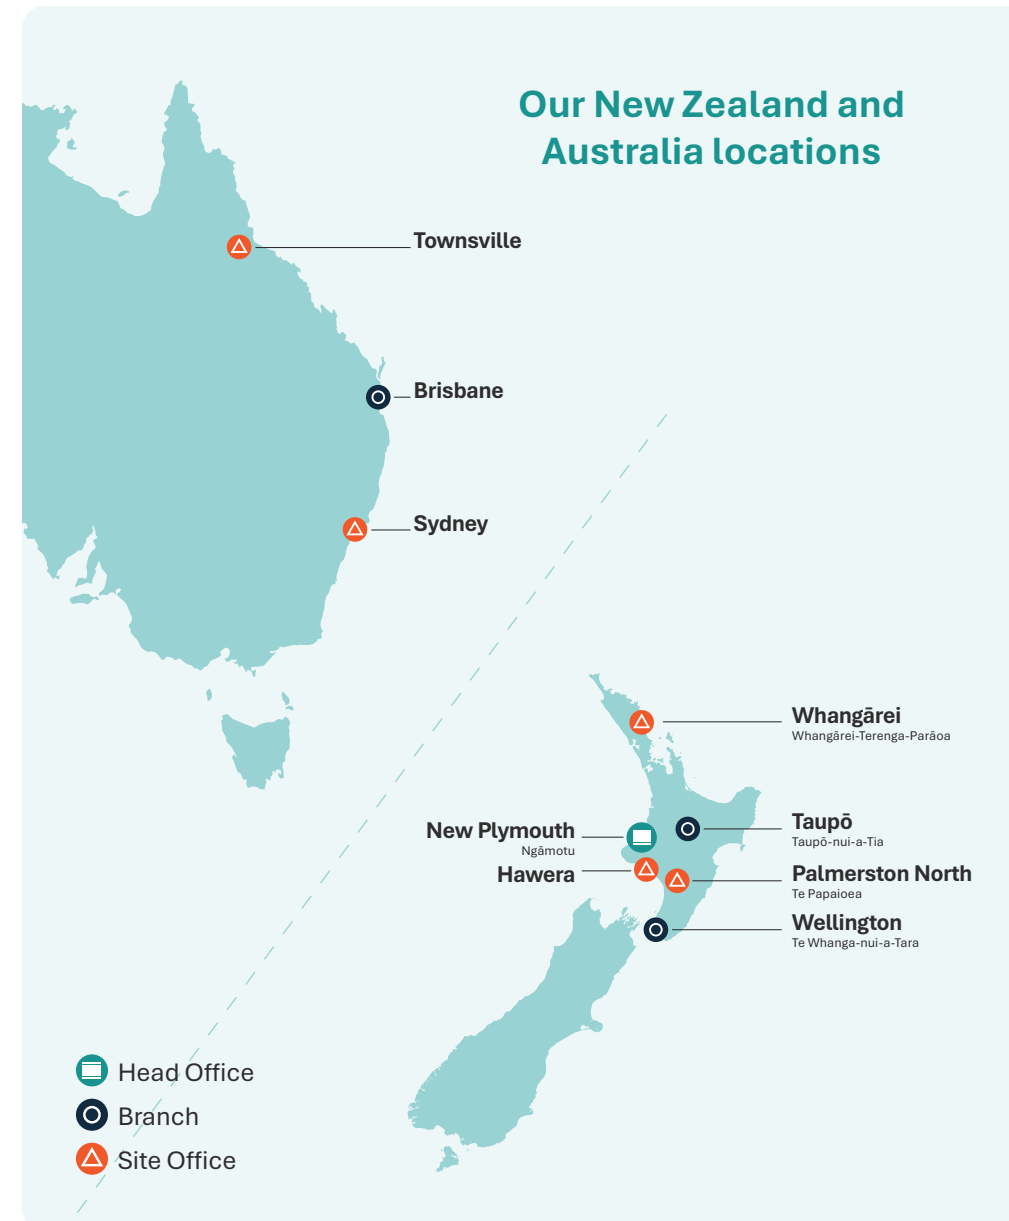 Our New Zealand and
Australia locations
Townsville
Brisbane
Sydney
Whangārei
Whangārei-Terenga-Parāoa
New Plymouth
Ngāmotu
Hawera
Taupō
Taupō-nui-a-Tia
Palmerston North
Te Papaioea
Wellington
Te Whanga-nui-a-Tara
Head Office
Branch
Site Office